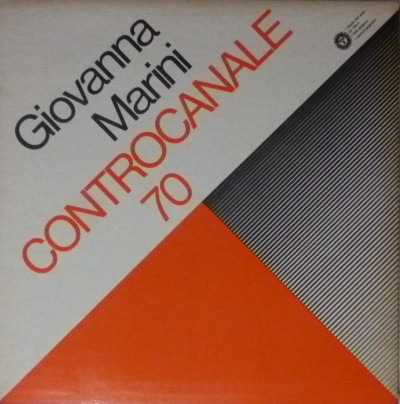 Giovanna
Marini
CONTROCANALE
70